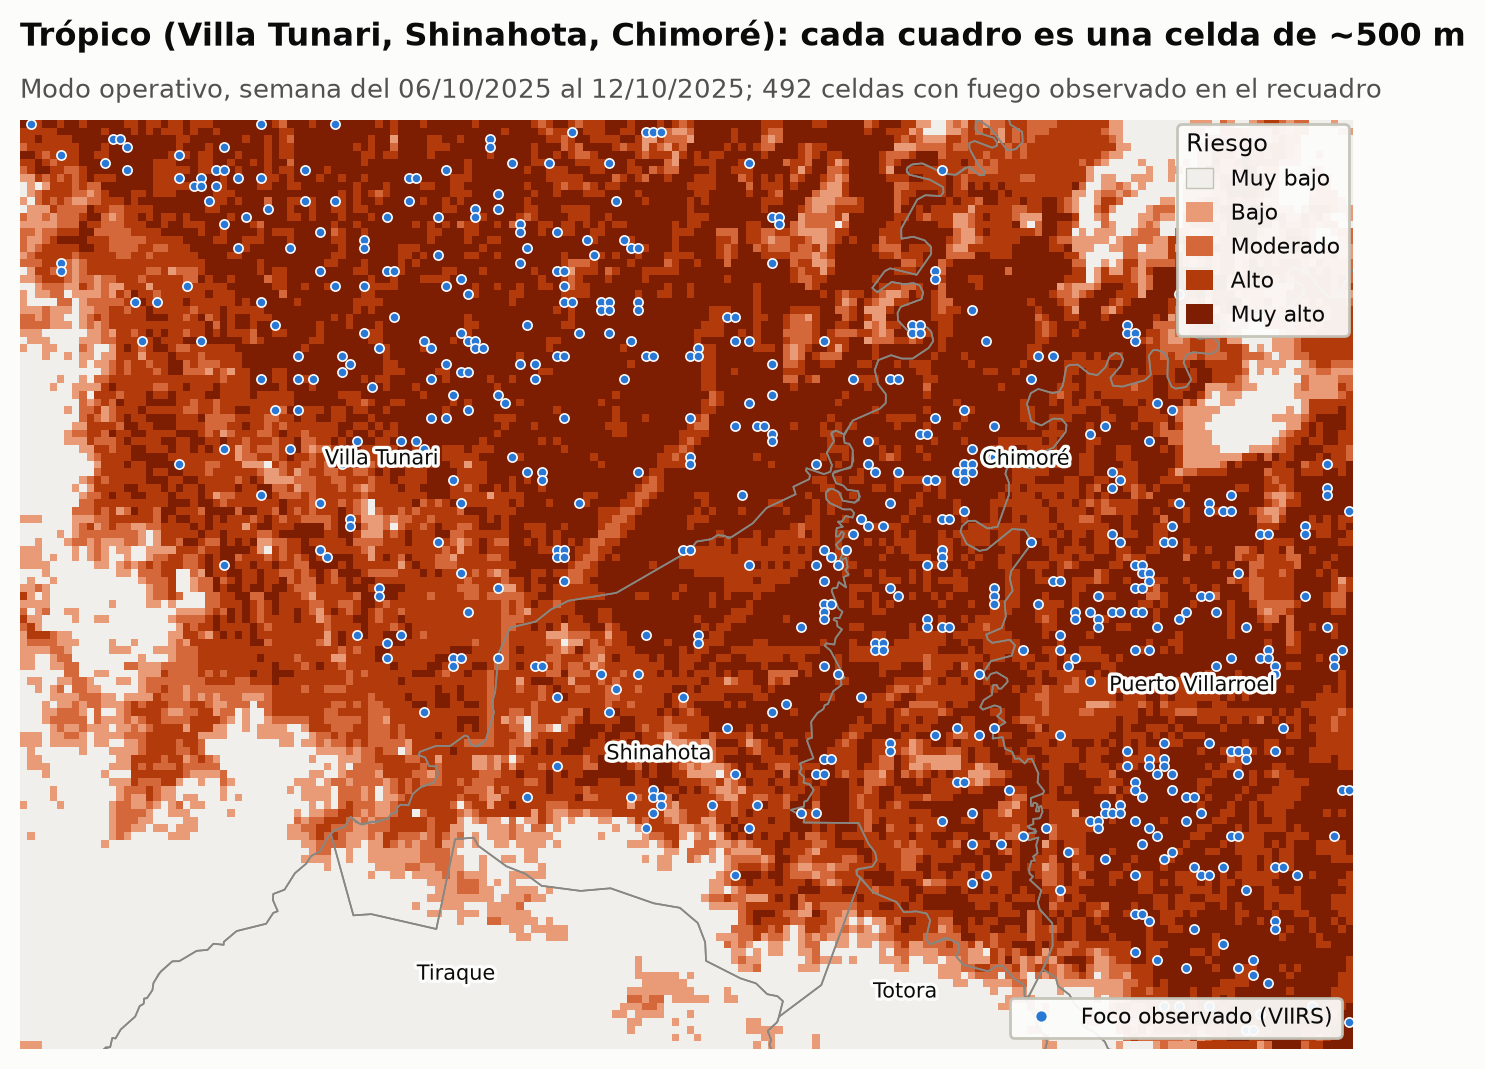 Trópico (Villa Tunari, Shinahota, Chimoré): cada cuadro es una celda de ~500 m
Modo operativo, semana del 06/10/2025 al 12/10/2025; 492 celdas con fuego observado en el recuadro
Riesgo
Muy bajo
Bajo
Moderado
Alto
Muy alto
Villa Tunari
Chimoré
Puerto Villarroel
Shinahota
Tiraque
Totora
Foco observado (VIIRS)